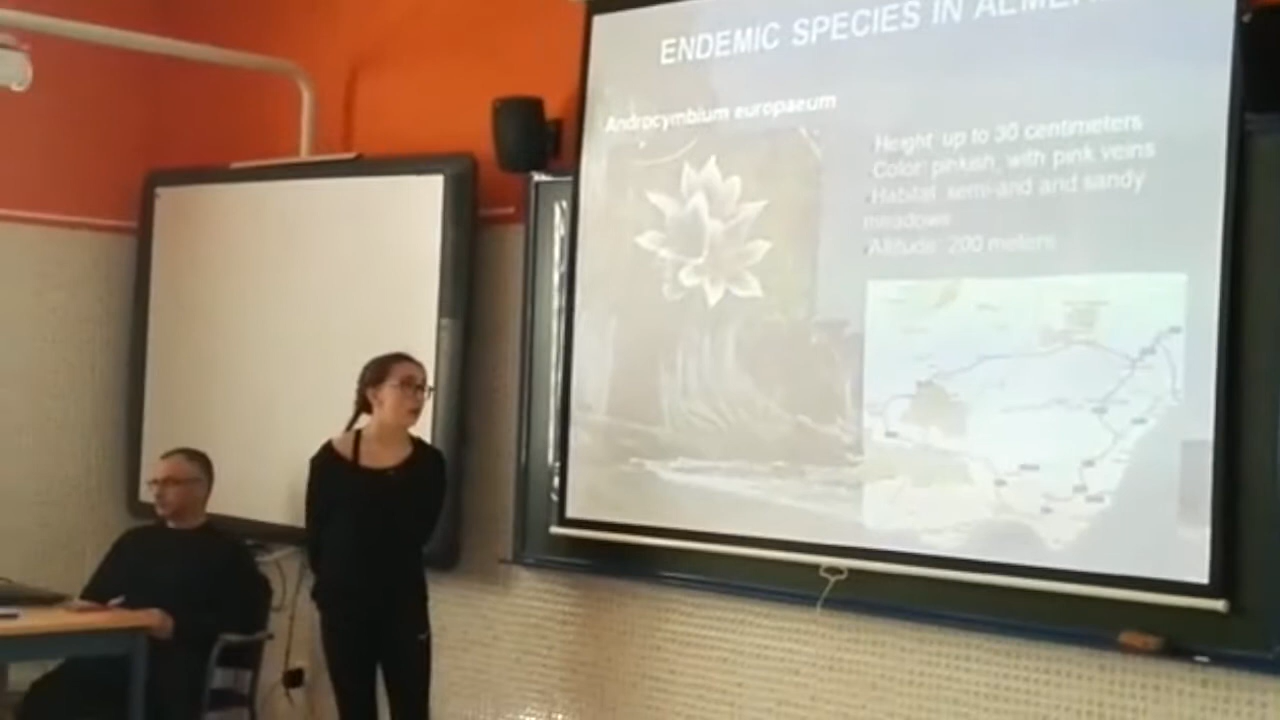 ENDEMIC SPECIES IN ALME
Androcymbium europaeum
Height: up to 30 centimeters
Color: pinkish, with pink veins
Habitat: semi-arid and sandy
meadows
Altitude: 200 meters